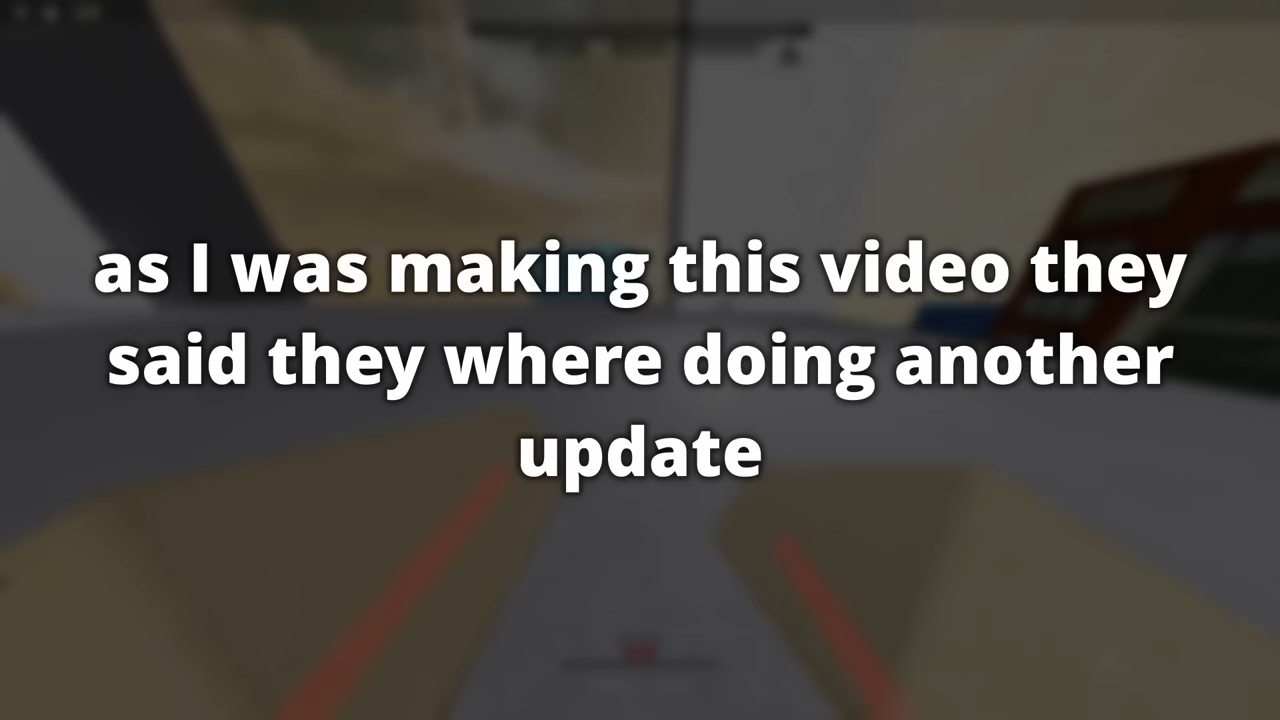 as I was making this video they
said they where doing another
update